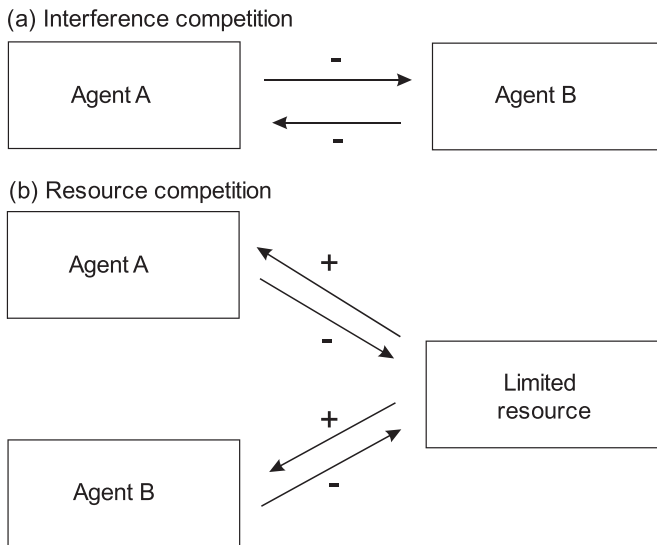 (a) Interference competition
-
Agent A
Agent B
-
(b) Resource competition
Agent A
+
-
Limited
resource
+
Agent B
-